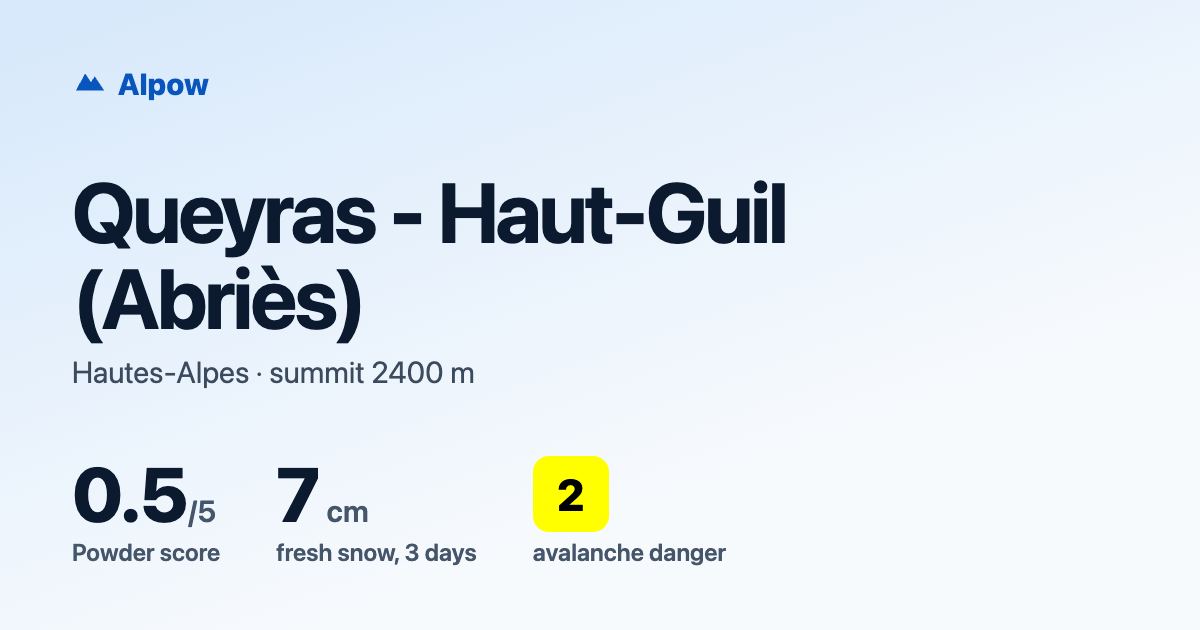 Alpow
Queyras - Haut-Guil
(Abriès)
Hautes-Alpes · summit 2400 m
0.5/5 7 cm 2
Powder score fresh snow, 3 days avalanche danger